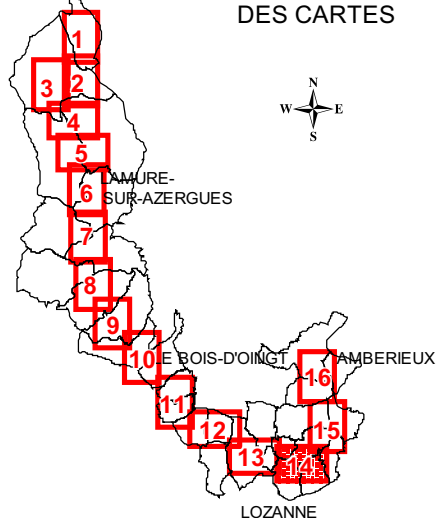 DES CARTES
1
N
W E
S
3 2
4
5
LAMURE-
6
SUR-AZERGUES
7
8
9
10 E BOIS-D'OINGT AMBERIEUX
16
11
12 15
13 14
LOZANNE